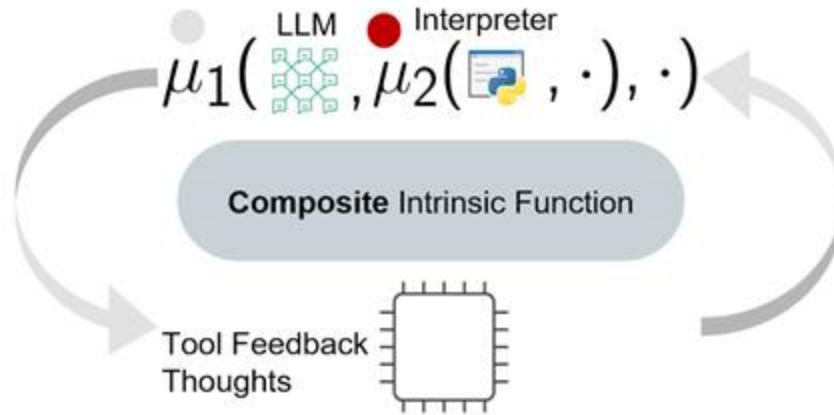 LLM Interpreter
μ1( , μ2( , ·), ·)
Composite Intrinsic Function
Tool Feedback
Thoughts